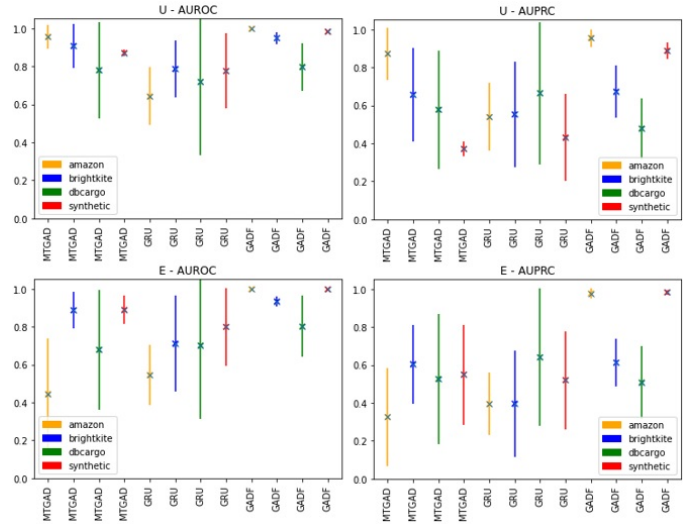 U - AUROC
1.0
0.8
0.6
0.4
0.2
0.0
amazon
brightkite
dbcargo
synthetic
MTGAD
MTGAD
MTGAD
MTGAD
GRU
GRU
GRU
GRU
GADF
GADF
GADF
GADF
U - AUPRC
1.0
0.8
0.6
0.4
0.2
0.0
amazon
brightkite
dbcargo
synthetic
MTGAD
MTGAD
MTGAD
MTGAD
GRU
GRU
GRU
GRU
GADF
GADF
GADF
GADF
E - AUROC
1.0
0.8
0.6
0.4
0.2
0.0
amazon
brightkite
dbcargo
synthetic
MTGAD
MTGAD
MTGAD
MTGAD
GRU
GRU
GRU
GRU
GADF
GADF
GADF
GADF
E - AUPRC
1.0
0.8
0.6
0.4
0.2
0.0
amazon
brightkite
dbcargo
synthetic
MTGAD
MTGAD
MTGAD
MTGAD
GRU
GRU
GRU
GRU
GADF
GADF
GADF
GADF